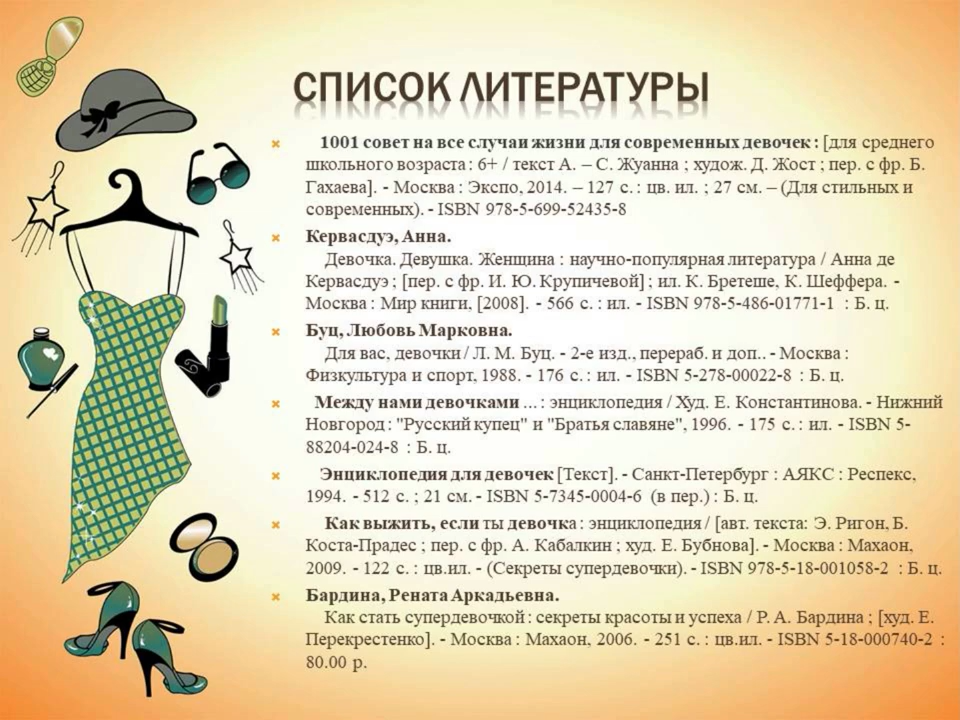 СПИСОК ЛИТЕРАТУРЫ
1001 совет на все случаи жизни для современных девочек : [для среднего
школьного возраста : 6+ / текст А. – С. Жуанна ; худож. Д. Жост ; пер. с фр. Б.
Гахаева]. - Москва : Экспо, 2014. – 127 с. : цв. ил. ; 27 см. – (Для стильных и
современных). - ISBN 978-5-699-52435-8
Кервасдуэ, Анна.
Девочка. Девушка. Женщина : научно-популярная литература / Анна де
Кервасдуэ ; [пер. с фр. И. Ю. Крупичевой] ; ил. К. Бретеше, К. Шеффера. -
Москва : Мир книги, [2008]. - 566 с. : ил. - ISBN 978-5-486-01771-1 : Б. ц.
Буц, Любовь Марковна.
Для вас, девочки / Л. М. Буц. - 2-е изд., перераб. и доп.. - Москва :
Физкультура и спорт, 1988. - 176 с. : ил. - ISBN 5-278-00022-8 : Б. ц.
Между нами девочками ... : энциклопедия / Худ. Е. Константинова. - Нижний
Новгород : "Русский купец" и "Братья славяне", 1996. - 175 с. : ил. - ISBN 5-
88204-024-8 : Б. ц.
Энциклопедия для девочек [Текст]. - Санкт-Петербург : АЯКС : Респекс,
1994. - 512 с. ; 21 см. - ISBN 5-7345-0004-6 (в пер.) : Б. ц.
Как выжить, если ты девочка : энциклопедия / [авт. текста: Э. Ригон, Б.
Коста-Прадес ; пер. с фр. А. Кабалкин ; худ. Е. Бубнова]. - Москва : Махаон,
2009. - 122 с. : цв.ил. - (Секреты супердевочки). - ISBN 978-5-18-001058-2 : Б. ц.
Бардина, Рената Аркадьевна.
Как стать супердевочкой : секреты красоты и успеха / Р. А. Бардина ; [худ. Е.
Перекрестенко]. - Москва : Махаон, 2006. - 251 с. : цв.ил. - ISBN 5-18-000740-2 :
80.00 р.